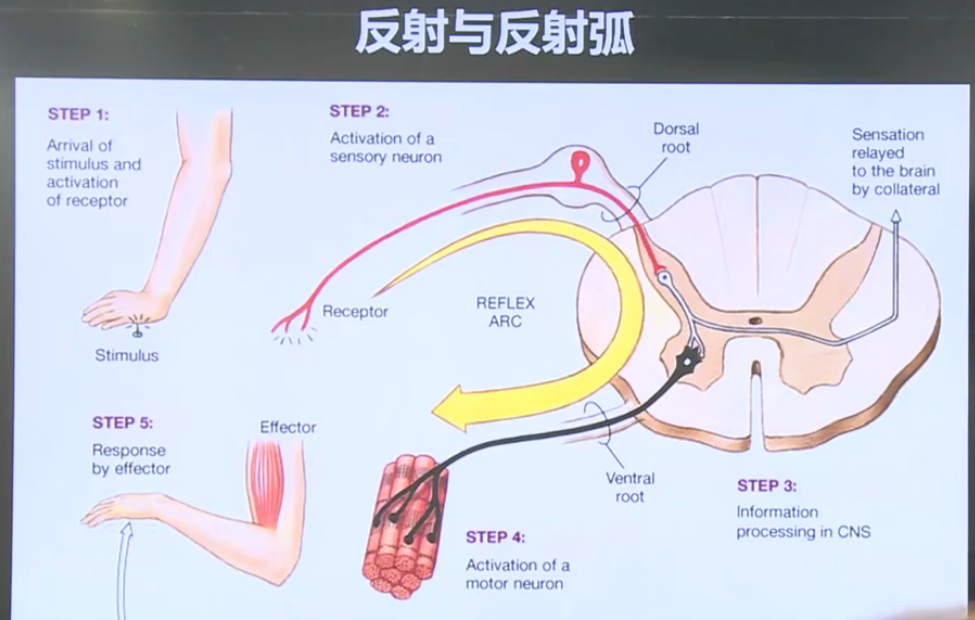 反射与反射弧
STEP 1:
Arrival of
stimulus and
activation
of receptor
Stimulus
STEP 2:
Activation of a
sensory neuron
Receptor
Dorsal
root
Sensation
relayed
to the brain
by collateral
REFLEX
ARC
STEP 5:
Response
by effector
Effector
Ventral
root
STEP 3:
Information
processing in CNS
STEP 4:
Activation of a
motor neuron